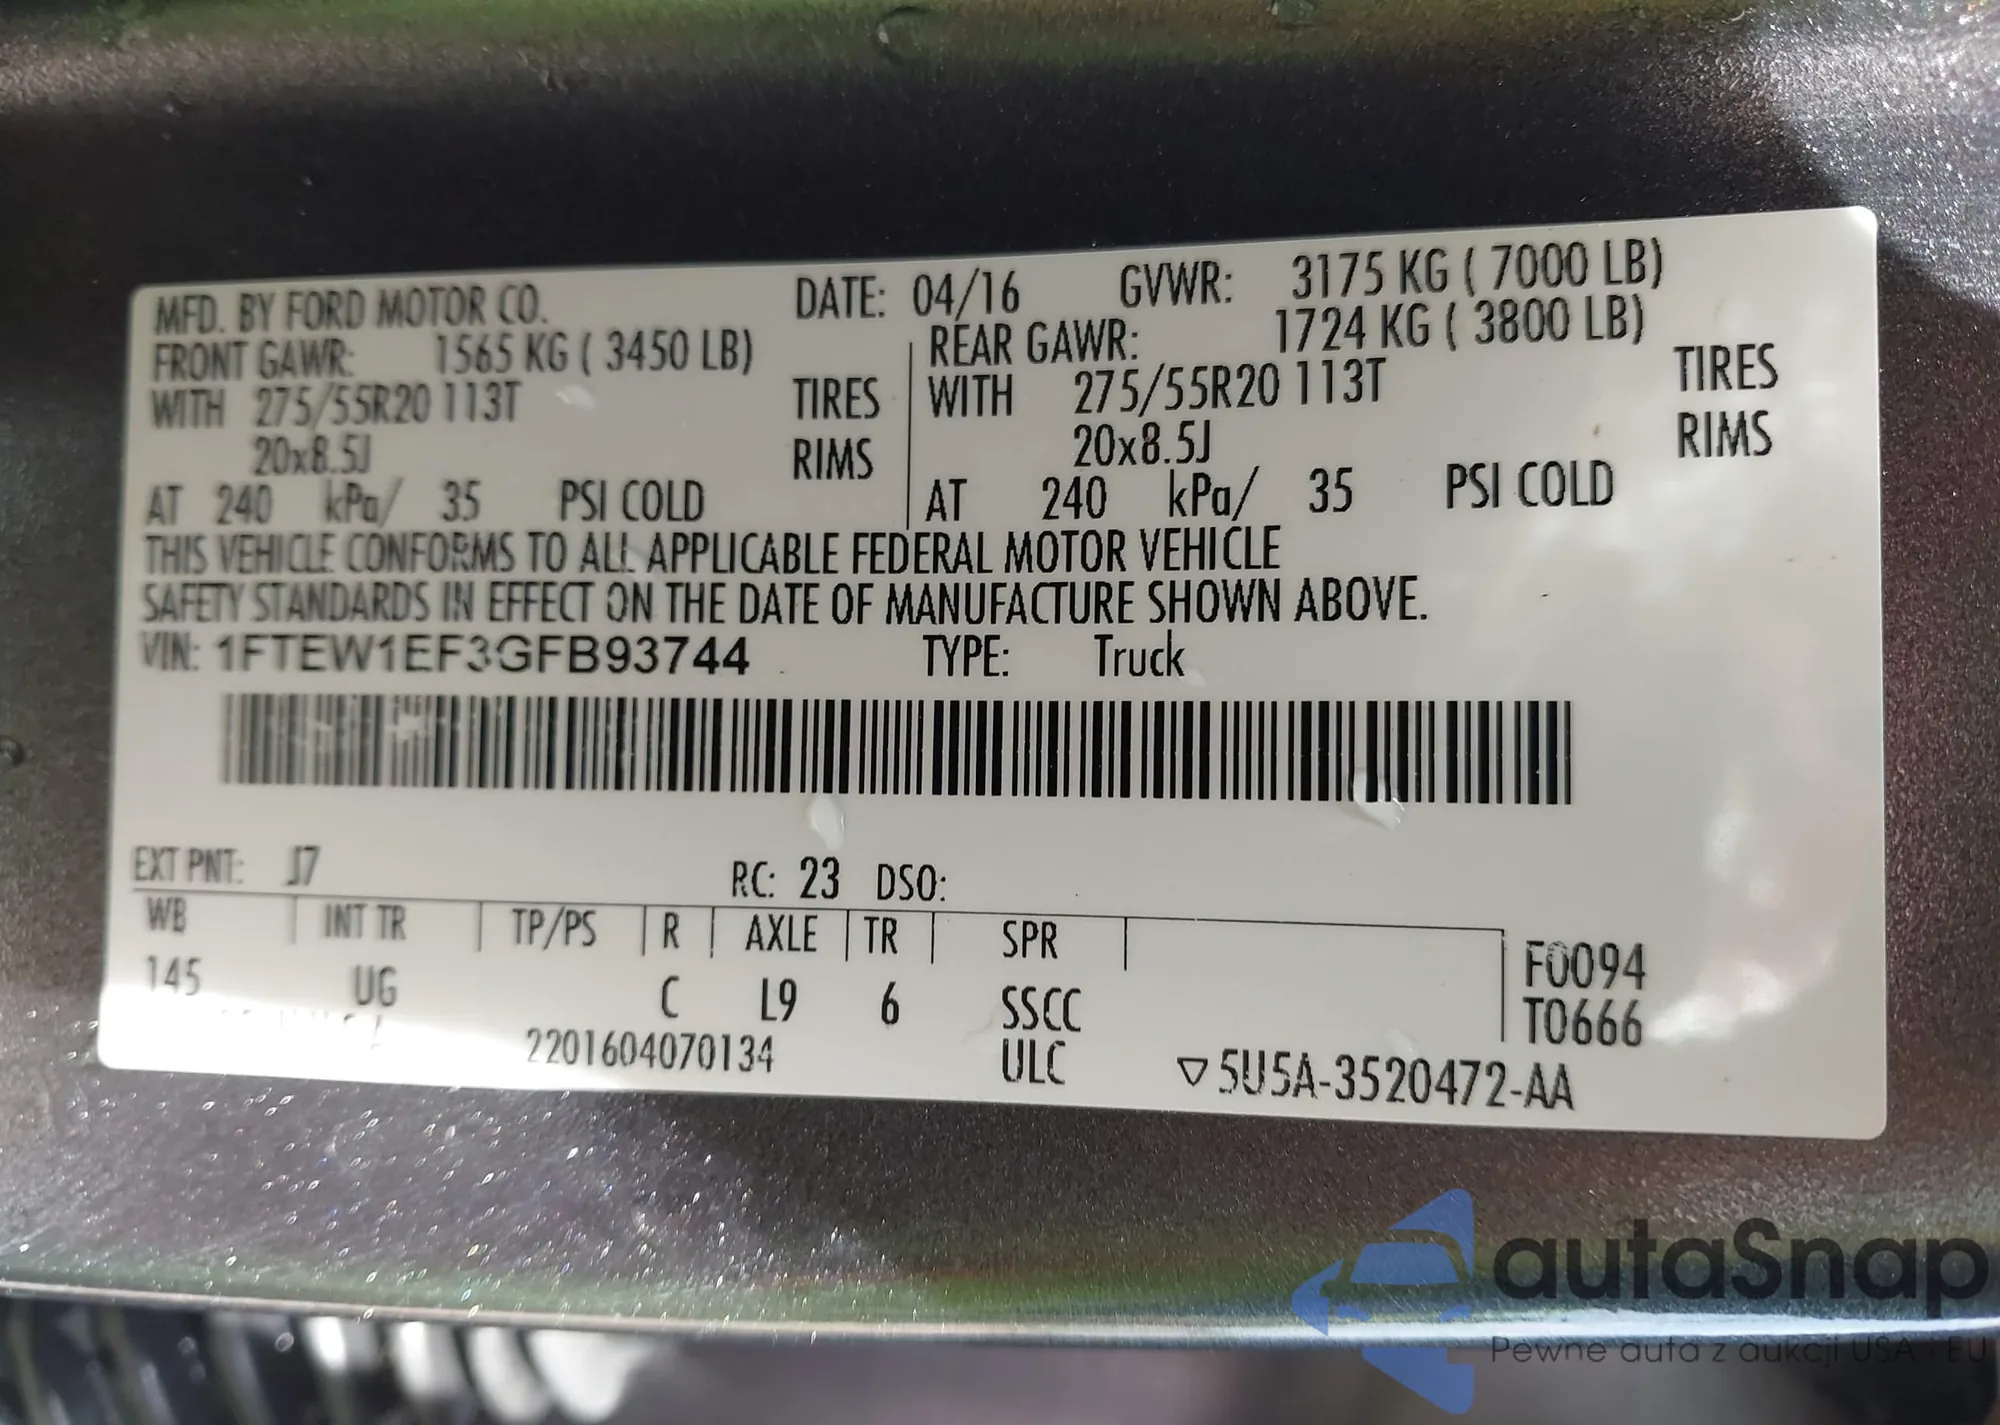 MFD. BY FORD MOTOR CO. DATE: 04/16 GVWR: 3175 KG ( 7000 LB)
FRONT GAWR: 1565 KG ( 3450 LB) REAR GAWR: 1724 KG ( 3800 LB)
WITH 275/55R20 113T TIRES WITH 275/55R20 113T TIRES
20x8.5J RIMS 20x8.5J RIMS
AT 240 kPa/ 35 PSI COLD AT 240 kPa/ 35 PSI COLD
THIS VEHICLE CONFORMS TO ALL APPLICABLE FEDERAL MOTOR VEHICLE
SAFETY STANDARDS IN EFFECT ON THE DATE OF MANUFACTURE SHOWN ABOVE.
VIN: 1FTEW1EF3GFB93744 TYPE: Truck
EXT PNT: J7 RC: 23 DSO:
WB INT TR TP/PS R AXLE TR SPR
145 UG C L9 6 SSCC
F0094
T0666
2201604070134 ULC ▽5U5A-3520472-AA
autaSnap
Pewne auta z aukcji USA i EU